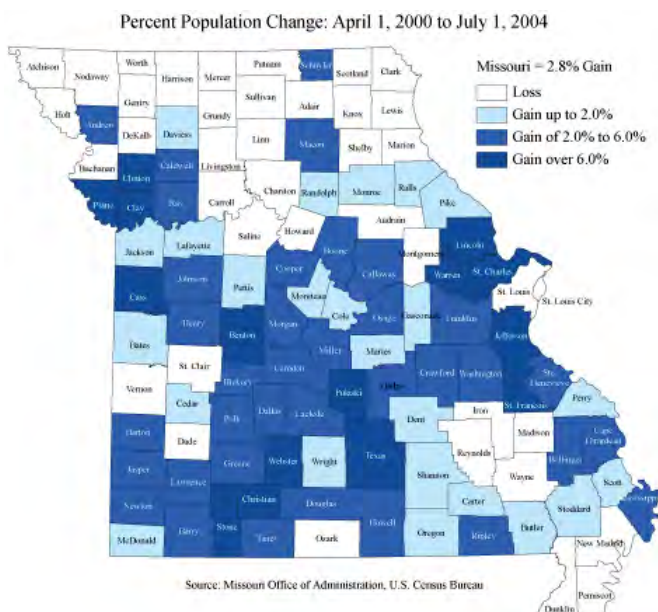 Percent Population Change: April 1, 2000 to July 1, 2004
Missouri = 2.8% Gain
Loss
Gain up to 2.0%
Gain of 2.0% to 6.0%
Gain over 6.0%
Atchison
Nodaway
Worth
Harrison
Mercer
Putnam
Schuyler
Scotland
Clark
Holt
Andrew
Gentry
DeKalb
Daviess
Grundy
Sullivan
Adair
Knox
Lewis
Linn
Macon
Shelby
Marion
Buchanan
Clinton
Caldwell
Livingston
Chariton
Randolph
Monroe
Ralls
Pike
Platte
Clay
Ray
Carroll
Saline
Howard
Audrain
Boone
Callaway
Montgomery
Lincoln
Warren
St. Charles
St. Louis
St. Louis City
Jackson
Lafayette
Johnson
Pettis
Cooper
Moniteau
Cole
Osage
Gasconade
Franklin
Jefferson
Cass
Henry
Benton
Morgan
Miller
Maries
Bates
St. Clair
Hickory
Camden
Pulaski
Crawford
Washington
Ste. Genevieve
St. Francois
Perry
Vernon
Cedar
Polk
Dallas
Laclede
Dent
Iron
Madison
Cape Girardeau
Bollinger
Barton
Dade
Greene
Webster
Wright
Texas
Shannon
Reynolds
Wayne
Scott
Mississippi
Jasper
Lawrence
Christian
Douglas
Howell
Carter
Butler
Stoddard
Newton
McDonald
Barry
Stone
Taney
Ozark
Oregon
Ripley
New Madrid
Pemiscot
Dunklin
Source: Missouri Office of Administration, U.S. Census Bureau